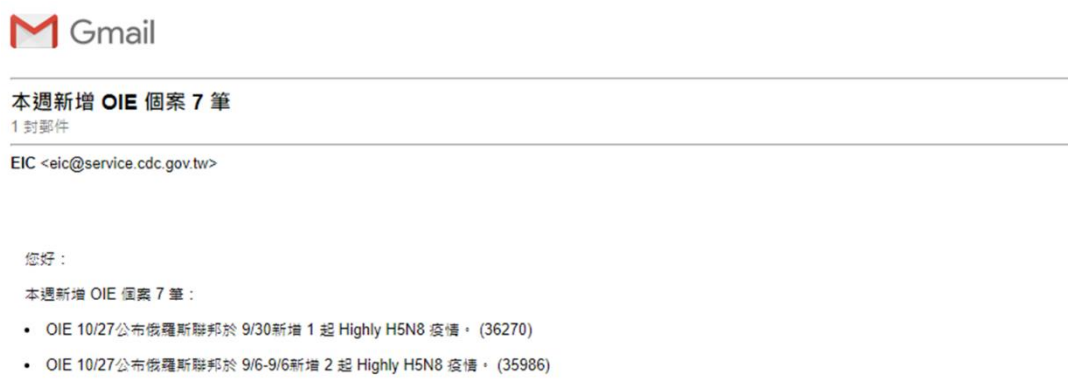 Gmail
本週新增 OIE 個案 7 筆
1 封郵件
EIC <eic@service.cdc.gov.tw>
您好：
本週新增 OIE 個案 7 筆：
• OIE 10/27公布俄羅斯聯邦於 9/30新增 1 起 Highly H5N8 疫情。 (36270)
• OIE 10/27公布俄羅斯聯邦於 9/6-9/6新增 2 起 Highly H5N8 疫情。 (35986)